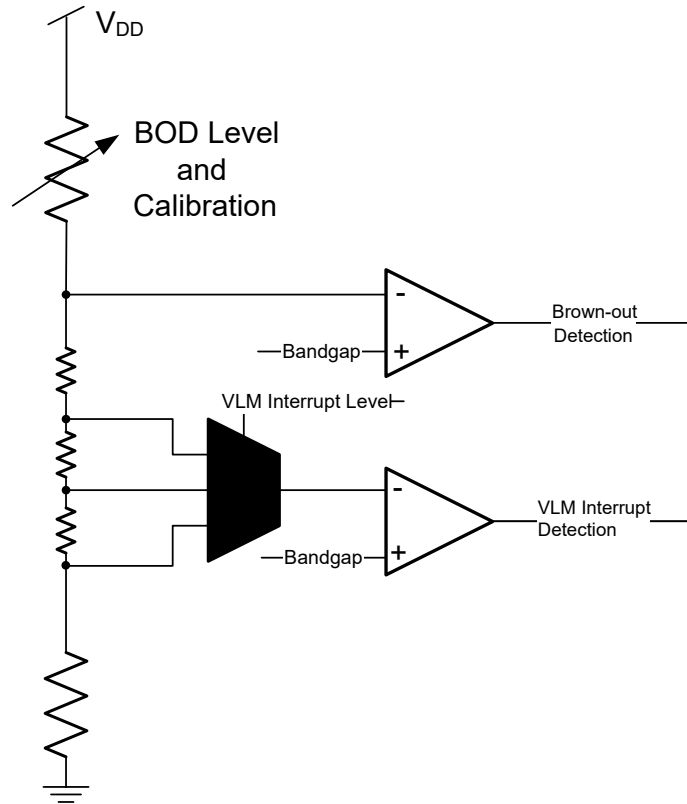 VDD
BOD Level
and
Calibration
-
Brown-out
Detection
Bandgap
+
VLM Interrupt Level
-
VLM Interrupt
Detection
Bandgap
+